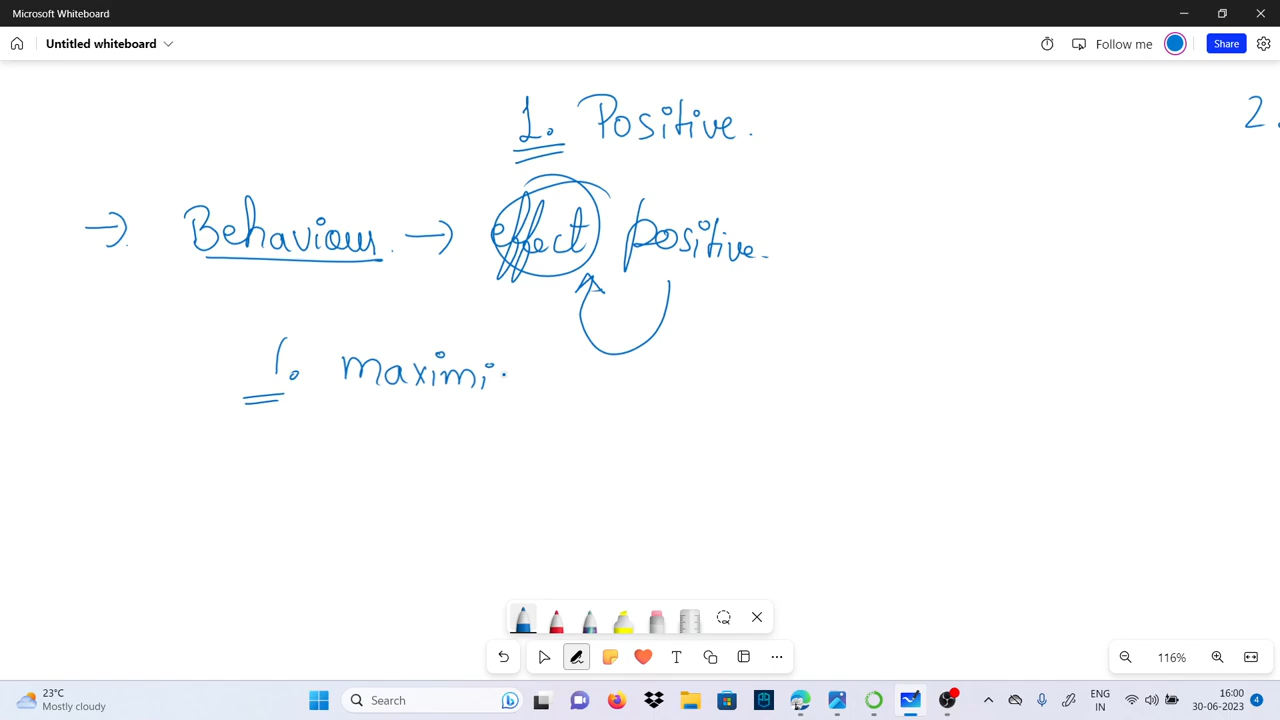 Microsoft Whiteboard
Untitled whiteboard
Follow me
Share
1. Positive.
2.
→ Behaviour. → effect positive.
1. maximi
116%
23°C
Mostly cloudy
Search
ENG
IN
16:00
30-06-2023
4